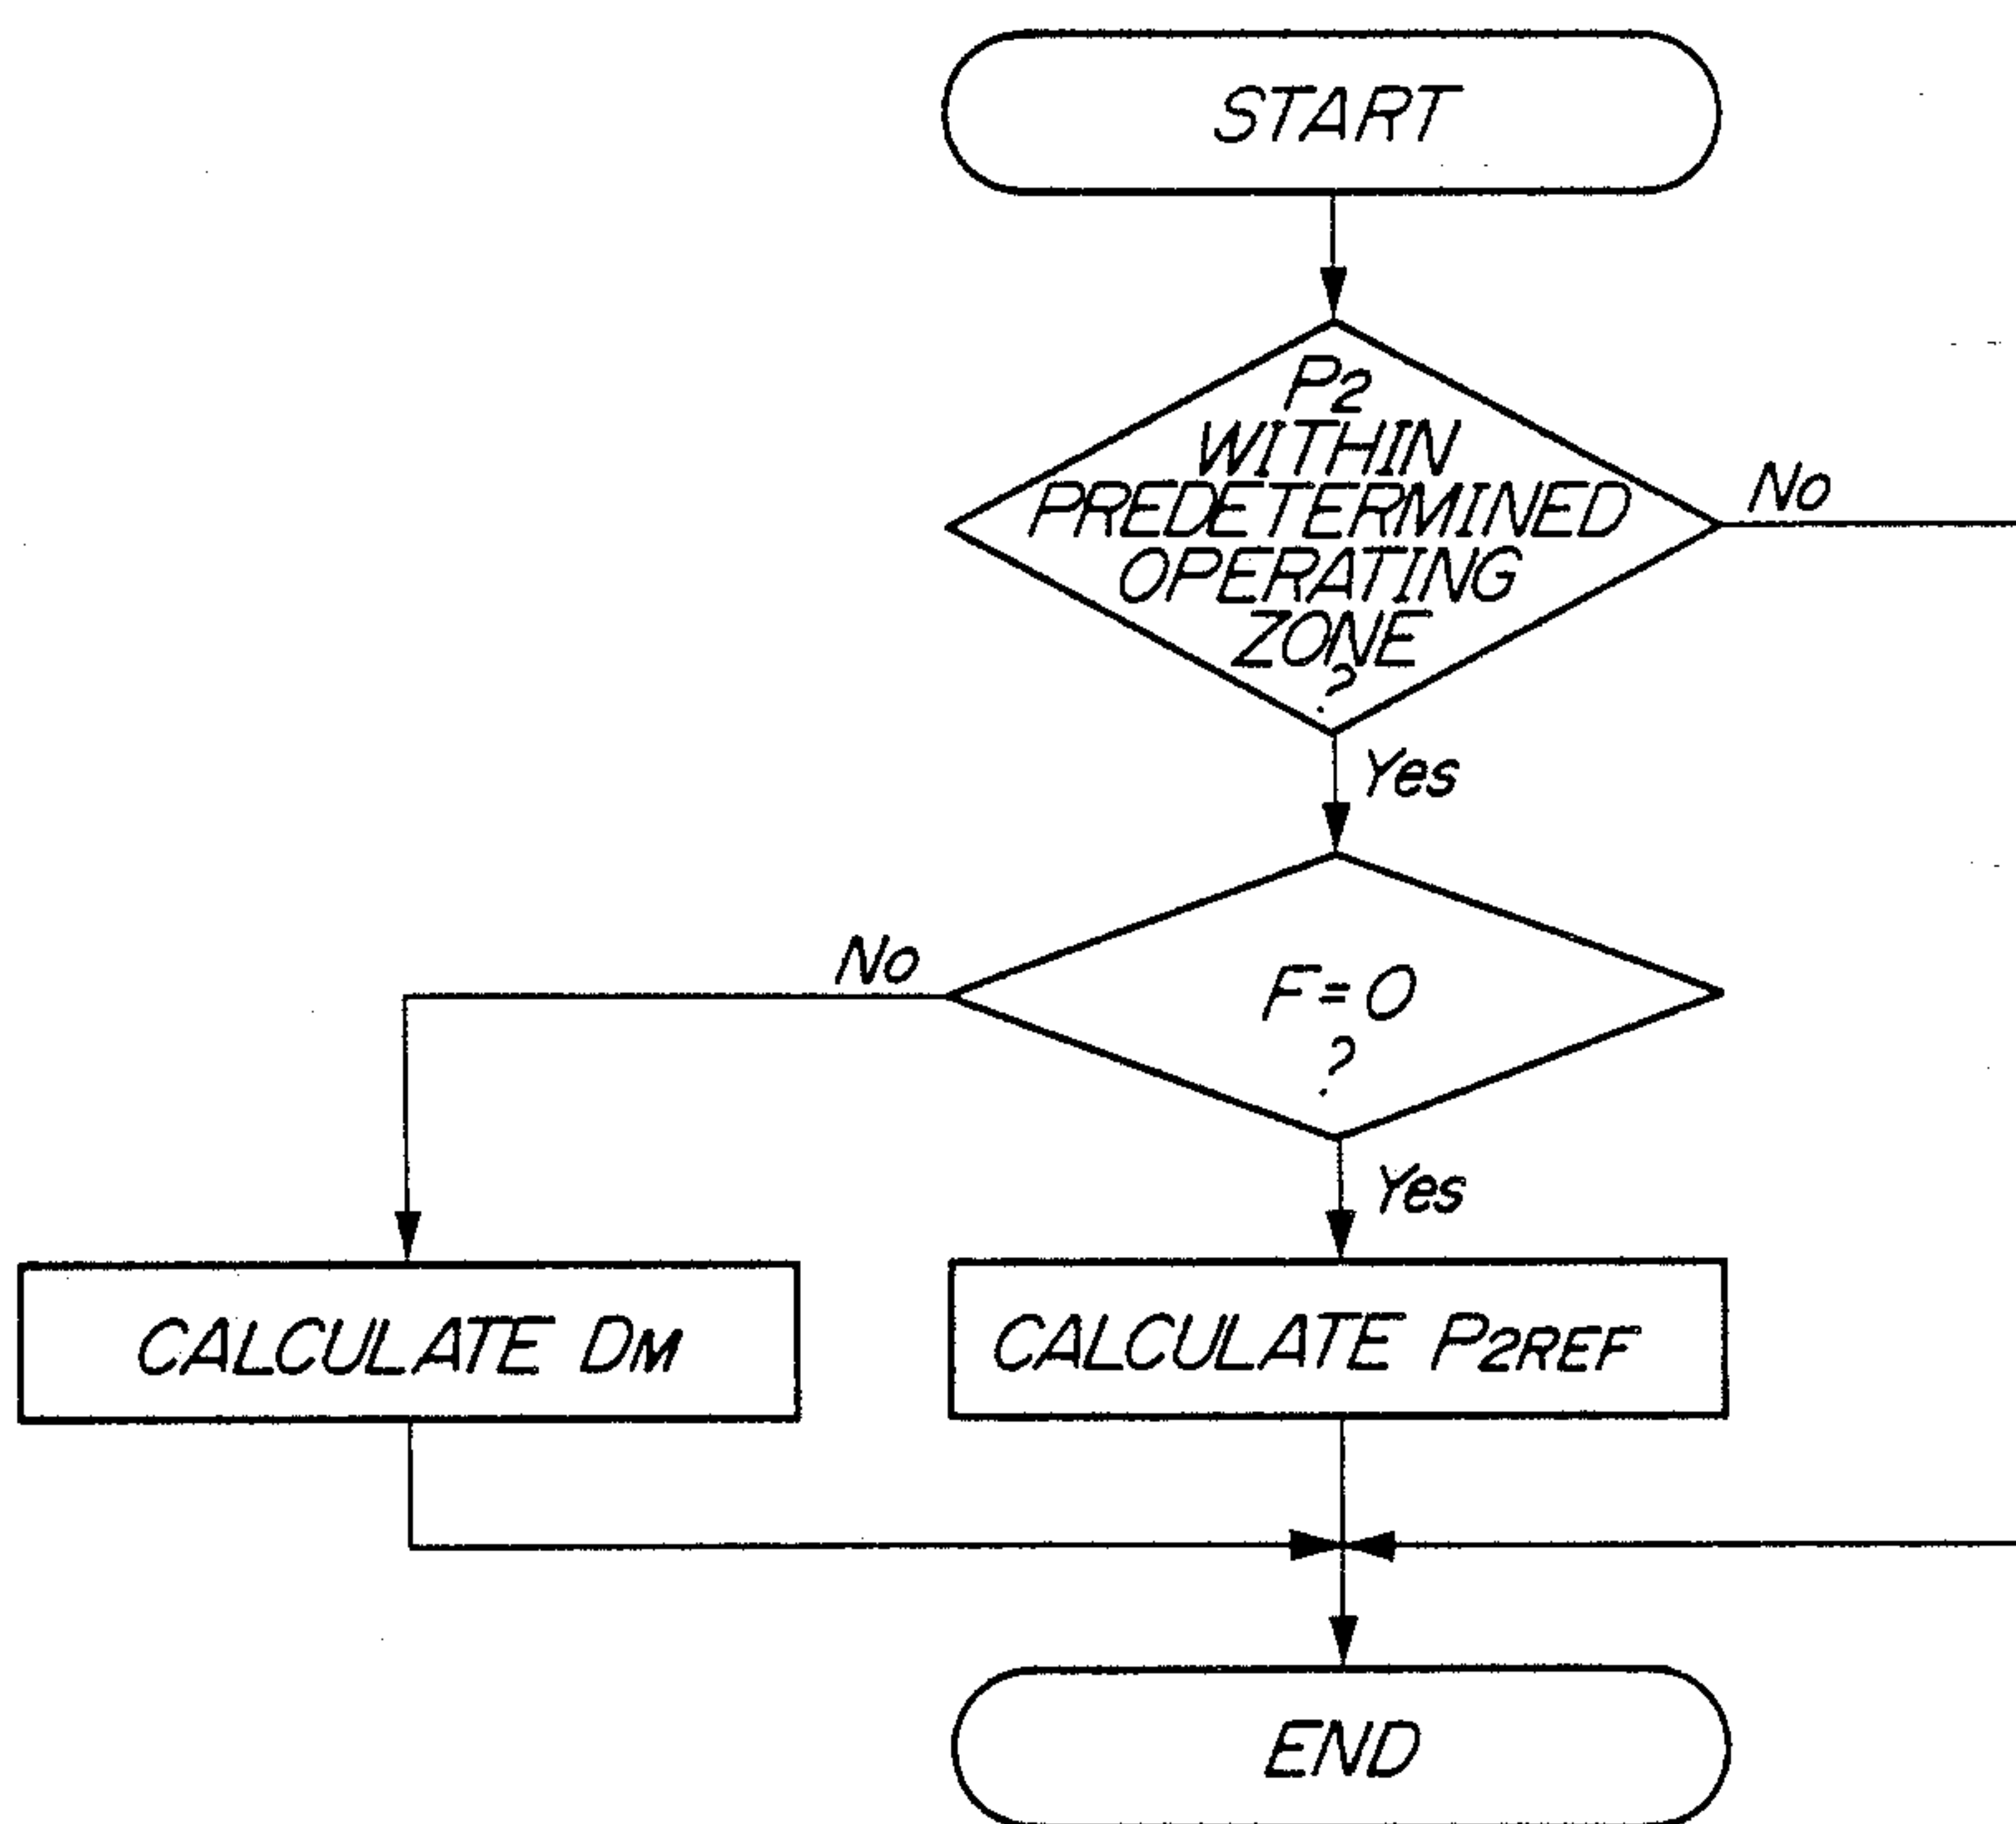 START
P2
WITHIN
PREDETERMINED
OPERATING
ZONE
?
No
Yes
F=0
?
No
Yes
CALCULATE DM
CALCULATE P2REF
END